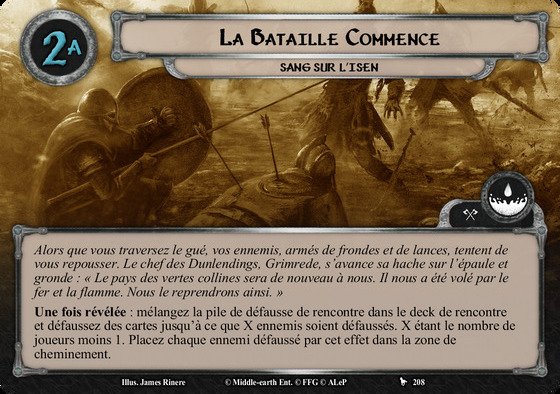 2A
La Bataille Commence
Sang sur l'Isen
Alors que vous traversez le gué, vos ennemis, armés de frondes et de lances, tentent de
vous repousser. Le chef des Dunlendings, Grimrede, s'avance sa hache sur l'épaule et
gronde : « Le pays des vertes collines sera de nouveau à nous. Il nous a été volé par le
fer et la flamme. Nous le reprendrons ainsi. »
Une fois révélée : mélangez la pile de défausse de rencontre dans le deck de rencontre
et défaussez des cartes jusqu'à ce que X ennemis soient défaussés. X étant le nombre de
joueurs moins 1. Placez chaque ennemi défaussé par cet effet dans la zone de
cheminement.
Illus. James Rinere © Middle-earth Ent. © FFG © ALeP 208